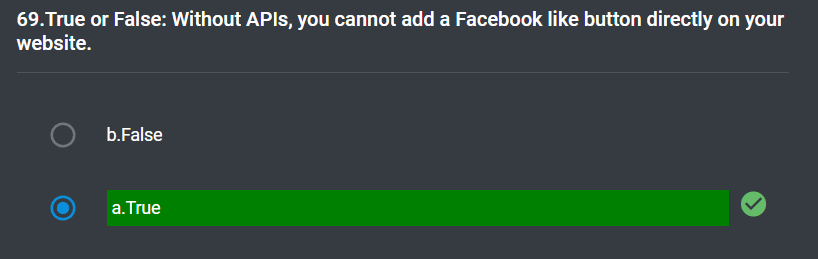 69.True or False: Without APIs, you cannot add a Facebook like button directly on your
website.
b.False
a.True